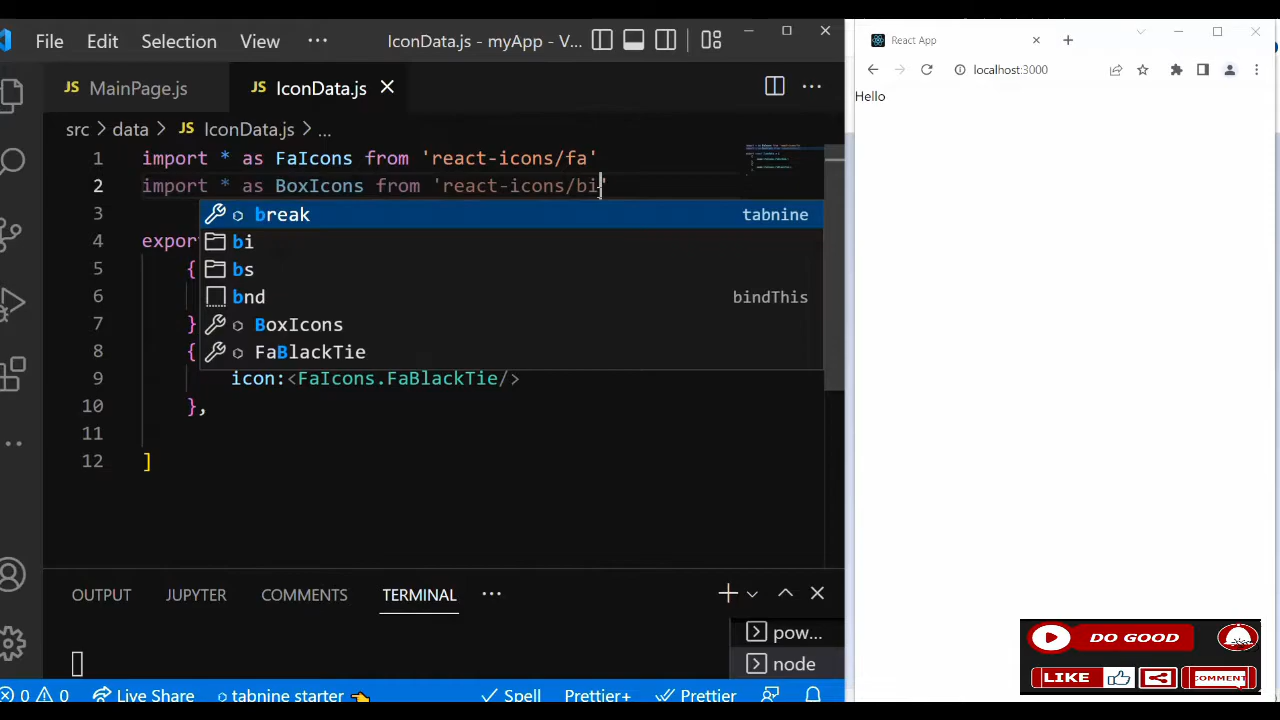 File Edit Selection View ··· IconData.js - myApp - V...
JS MainPage.js JS IconData.js
src > data > JS IconData.js > ...
1 import * as FaIcons from 'react-icons/fa'
2 import * as BoxIcons from 'react-icons/bi'
3
break tabnine
4 expor
bi
5 {
bs
6
bnd bindThis
7 }
BoxIcons
8 {
FaBlackTie
9 icon:<FaIcons.FaBlackTie/>
10 },
11
12 ]
OUTPUT JUPYTER COMMENTS TERMINAL ···
pow...
node
0 0 Live Share tabnine starter Spell Prettier+ Prettier
React App
localhost:3000
Hello
DO GOOD
LIKE COMMENT